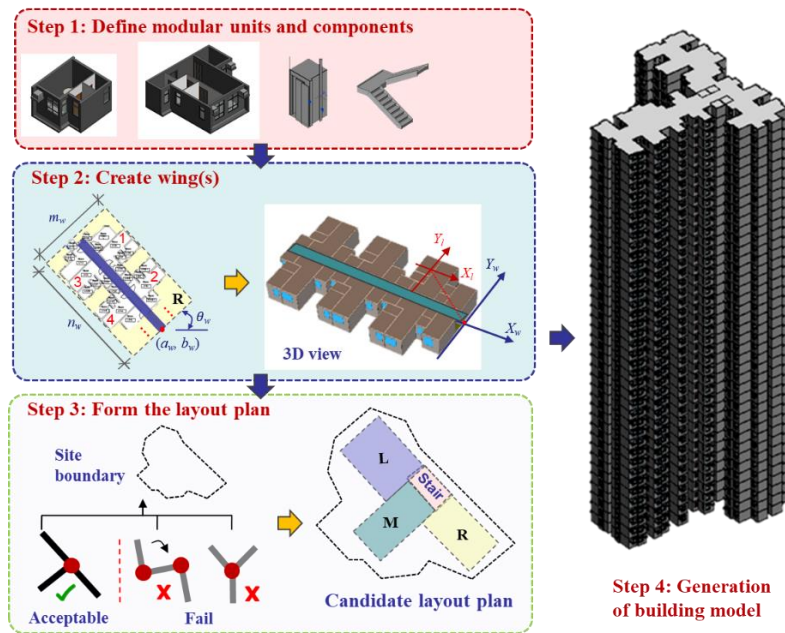 Step 1: Define modular units and components
Step 2: Create wing(s)
m_w
n_w
1
2
3
4
R
θ_w
(a_w, b_w)
Y_l
X_l
Y_w
X_w
3D view
Step 3: Form the layout plan
Site
boundary
L
Stair
M
R
Acceptable
Fail
Candidate layout plan
Step 4: Generation
of building model